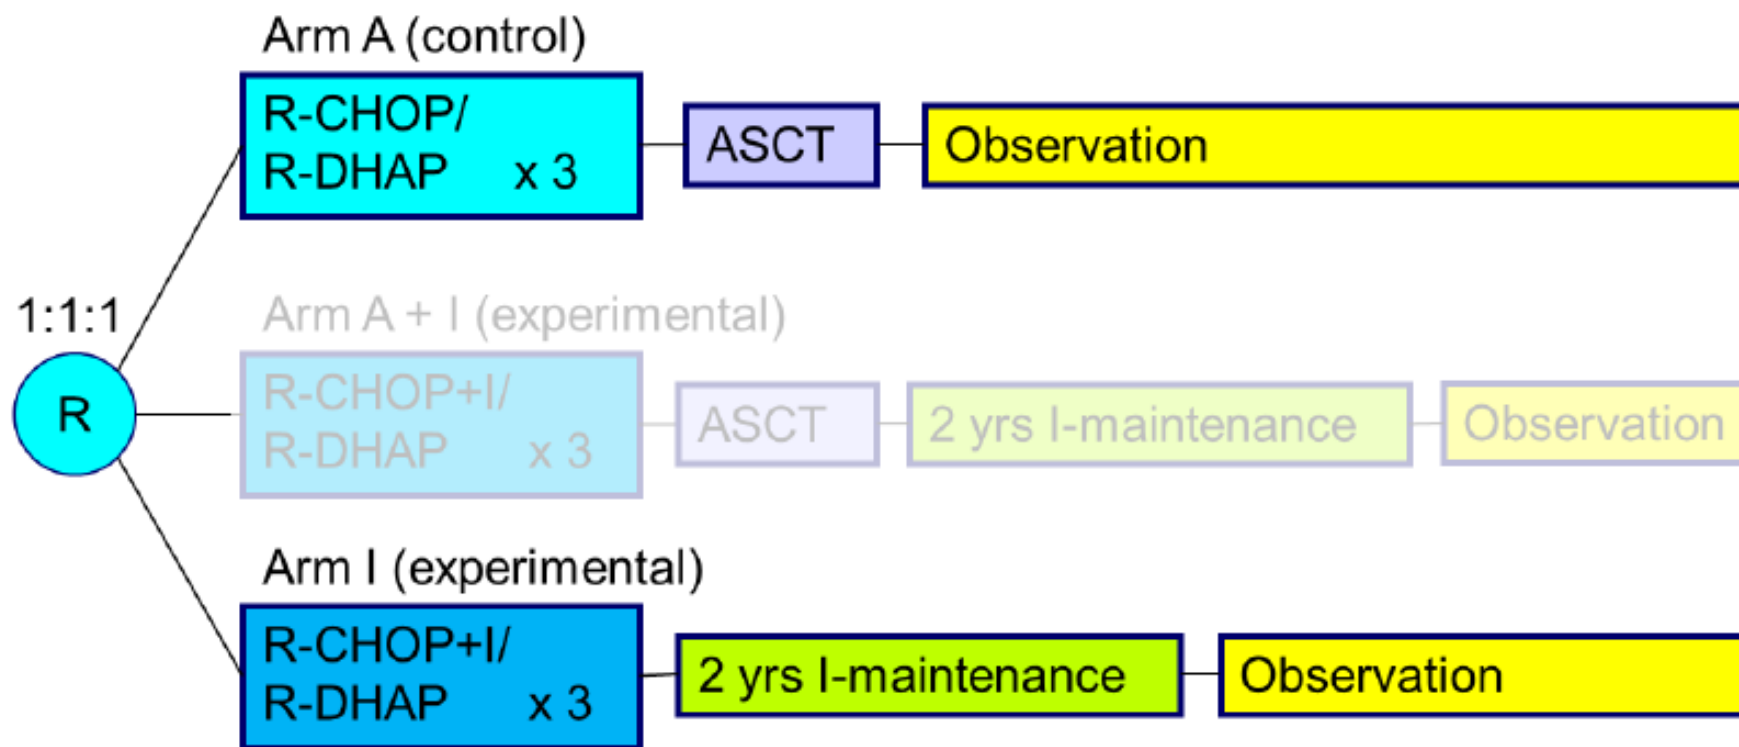 Arm A (control)
R-CHOP/
R-DHAP x 3
ASCT
Observation
1:1:1
R
Arm A + I (experimental)
R-CHOP+I/
R-DHAP x 3
ASCT
2 yrs I-maintenance
Observation
Arm I (experimental)
R-CHOP+I/
R-DHAP x 3
2 yrs I-maintenance
Observation